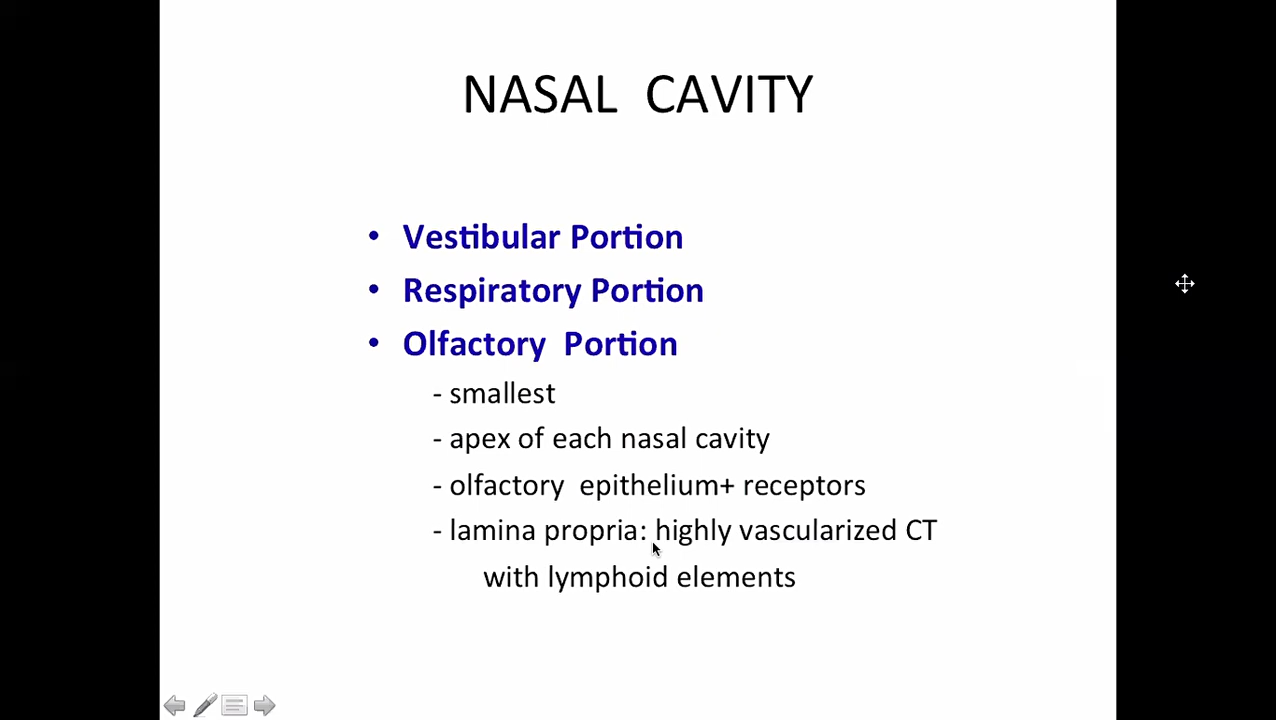 NASAL CAVITY
• Vestibular Portion
• Respiratory Portion
• Olfactory Portion
- smallest
- apex of each nasal cavity
- olfactory epithelium+ receptors
- lamina propria: highly vascularized CT
with lymphoid elements